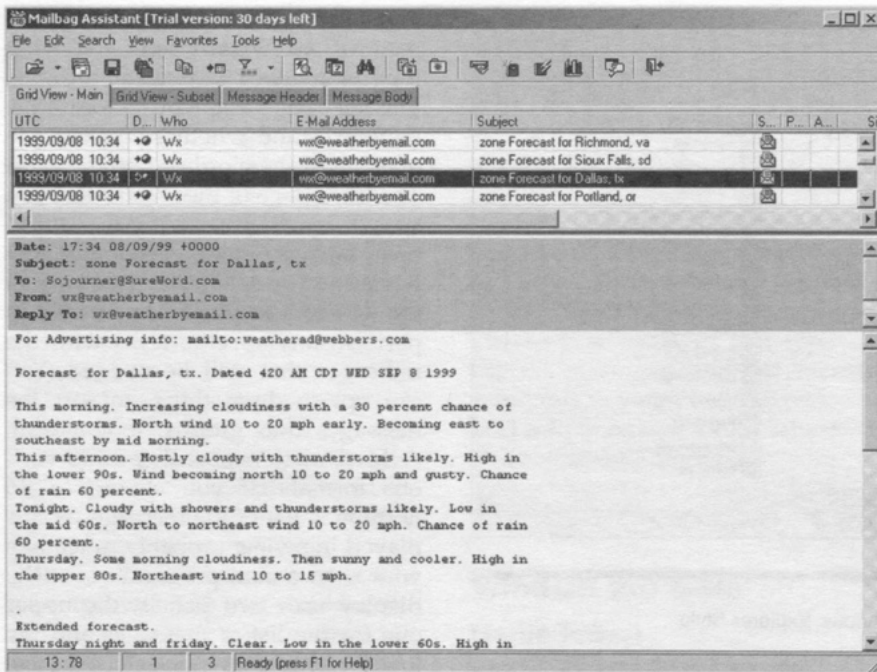 Mailbag Assistant [Trial version: 30 days left]
File Edit Search View Favorites Tools Help
Grid View - Main Grid View - Subset Message Header Message Body
UTC D... Who E-Mail Address Subject S... P... A... Si
1999/09/08 10:34 Wx wx@weatherbyemail.com zone Forecast for Richmond, va
1999/09/08 10:34 Wx wx@weatherbyemail.com zone Forecast for Sioux Falls, sd
1999/09/08 10:34 Wx wx@weatherbyemail.com zone Forecast for Dallas, tx
1999/09/08 10:34 Wx wx@weatherbyemail.com zone Forecast for Portland, or
Date: 17:34 08/09/99 +0000
Subject: zone Forecast for Dallas, tx
To: Sojourner@SureWord.com
From: wx@weatherbyemail.com
Reply To: wx@weatherbyemail.com
For Advertising info: mailto:weatherad@webbers.com
Forecast for Dallas, tx. Dated 420 AM CDT WED SEP 8 1999
This morning. Increasing cloudiness with a 30 percent chance of
thunderstorms. North wind 10 to 20 mph early. Becoming east to
southeast by mid morning.
This afternoon. Mostly cloudy with thunderstorms likely. High in
the lower 90s. Wind becoming north 10 to 20 mph and gusty. Chance
of rain 60 percent.
Tonight. Cloudy with showers and thunderstorms likely. Low in
the mid 60s. North to northeast wind 10 to 20 mph. Chance of rain
60 percent.
Thursday. Some morning cloudiness. Then sunny and cooler. High in
the upper 80s. Northeast wind 10 to 15 mph.
Extended forecast.
Thursday night and friday. Clear. Low in the lower 60s. High in
13:78 1 3 Ready (press F1 for Help)